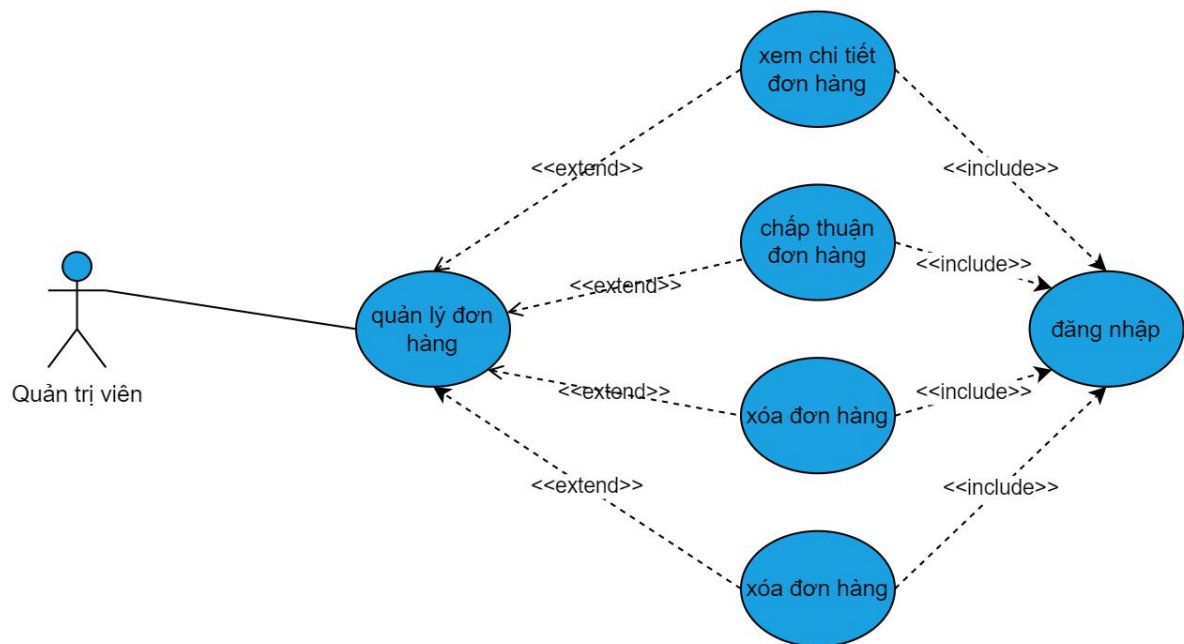 xem chi tiết
đơn hàng
<<extend>>
<<include>>
chấp thuận
đơn hàng
<<extend>>
<<include>>
quản lý đơn
hàng
đăng nhập
Quản trị viên
<<extend>>
<<include>>
xóa đơn hàng
<<extend>>
<<include>>
xóa đơn hàng